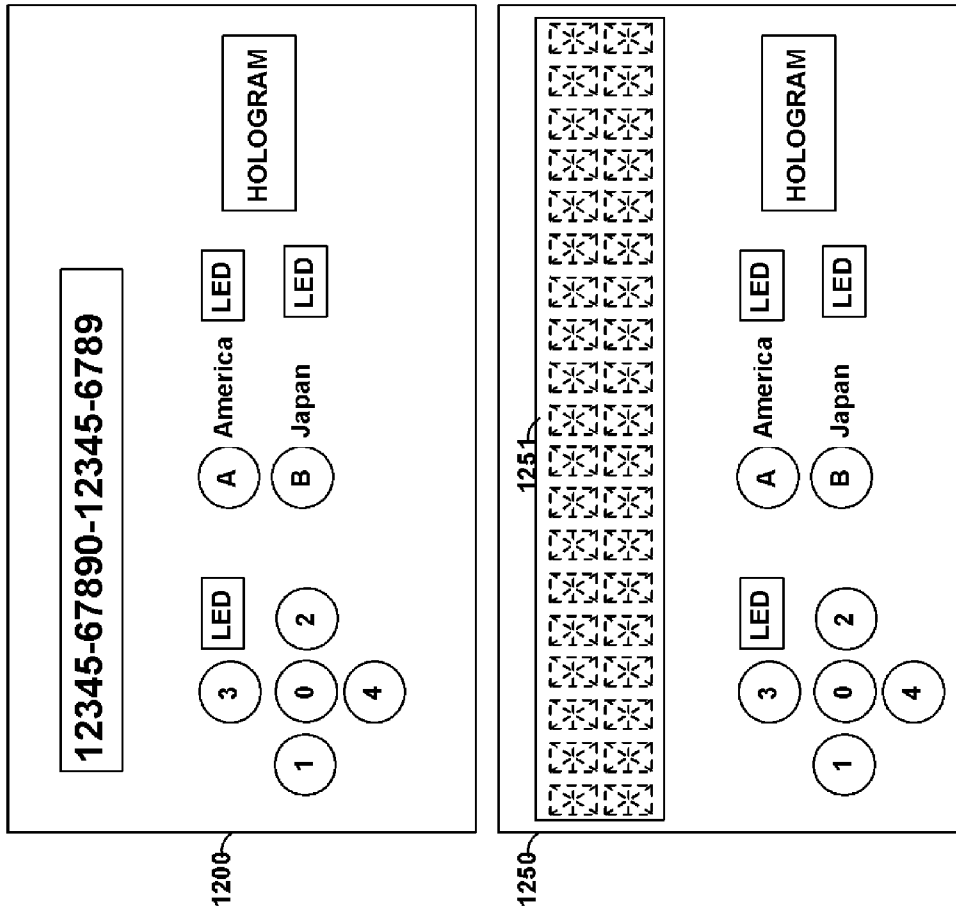 1200
12345-67890-12345-6789
3
LED
A
America
LED
HOLOGRAM
1
0
2
B
Japan
LED
4
1250
1251
3
LED
A
America
LED
HOLOGRAM
1
0
2
B
Japan
LED
4